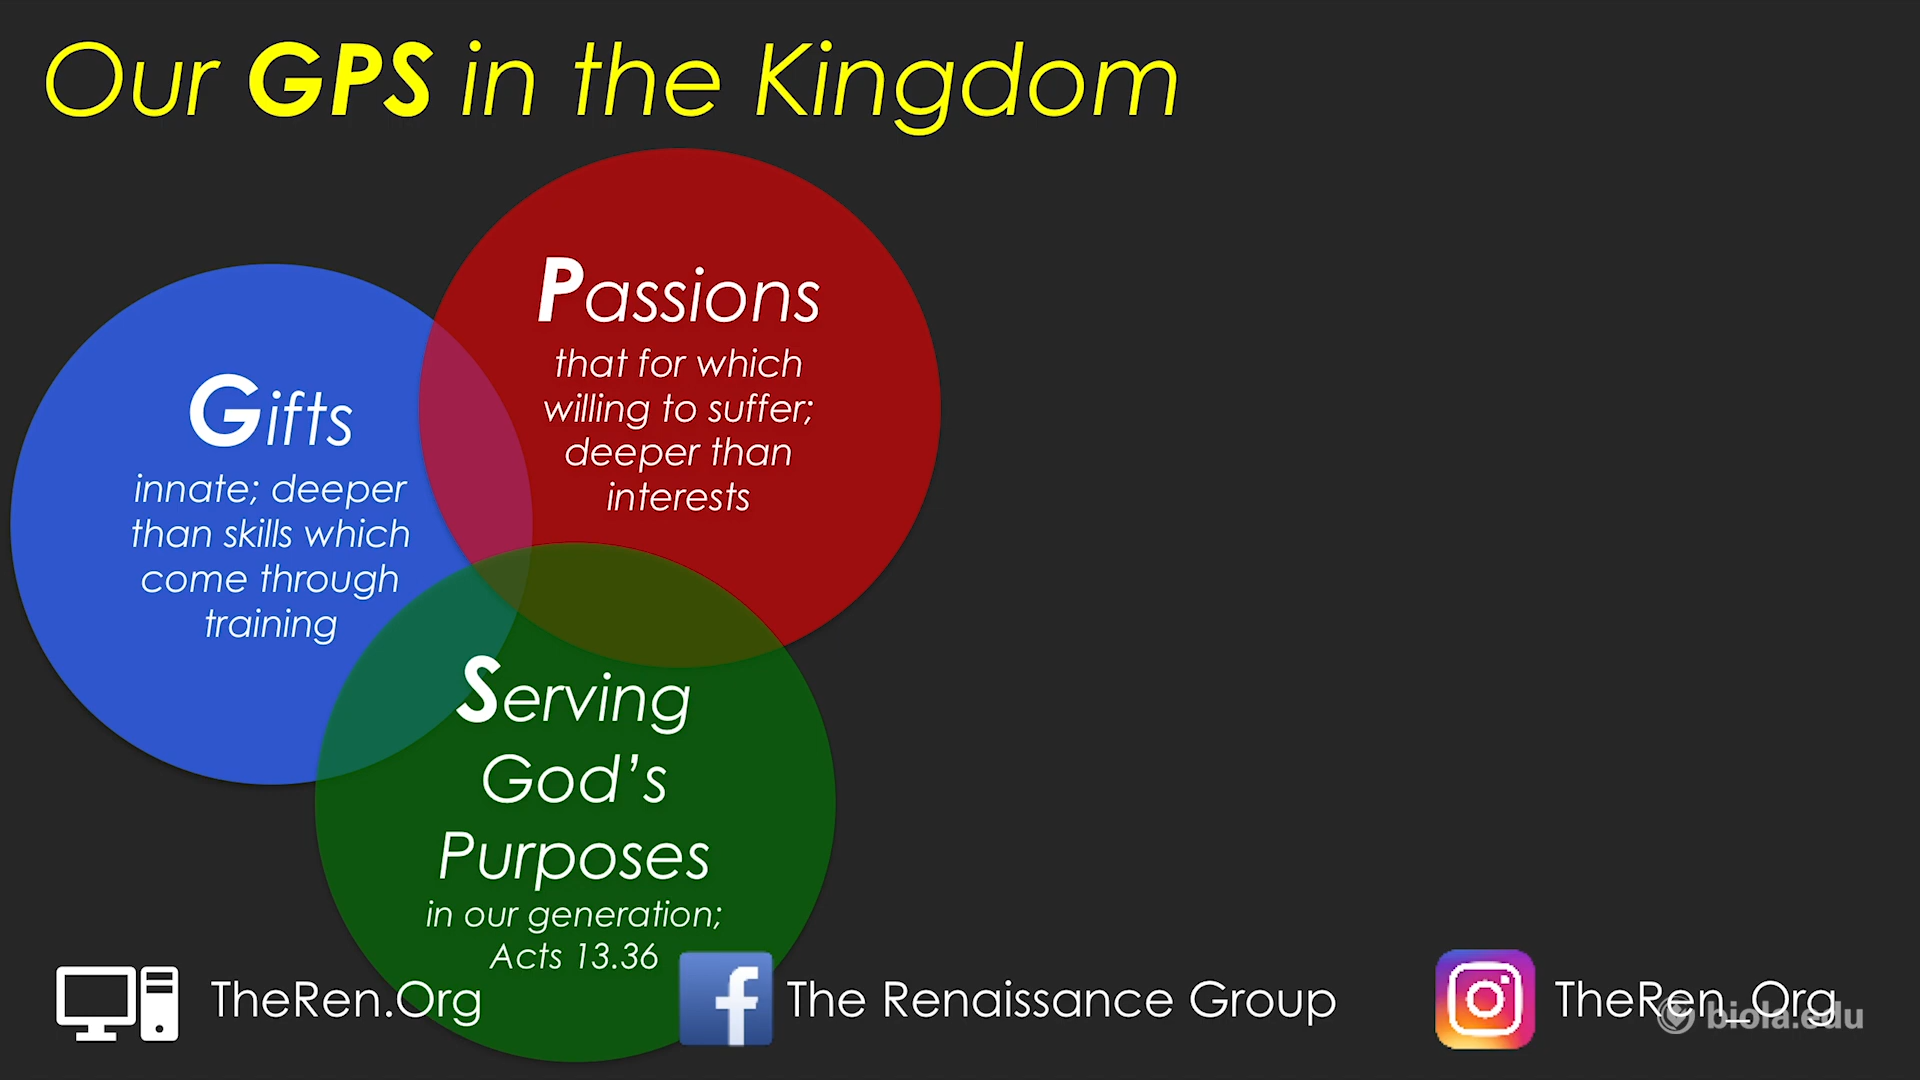 Our GPS in the Kingdom
Passions
that for which
willing to suffer;
deeper than
interests
Gifts
innate; deeper
than skills which
come through
training
Serving
God’s
Purposes
in our generation;
Acts 13.36
TheRen.Org
The Renaissance Group
TheRen_Org
biola.edu